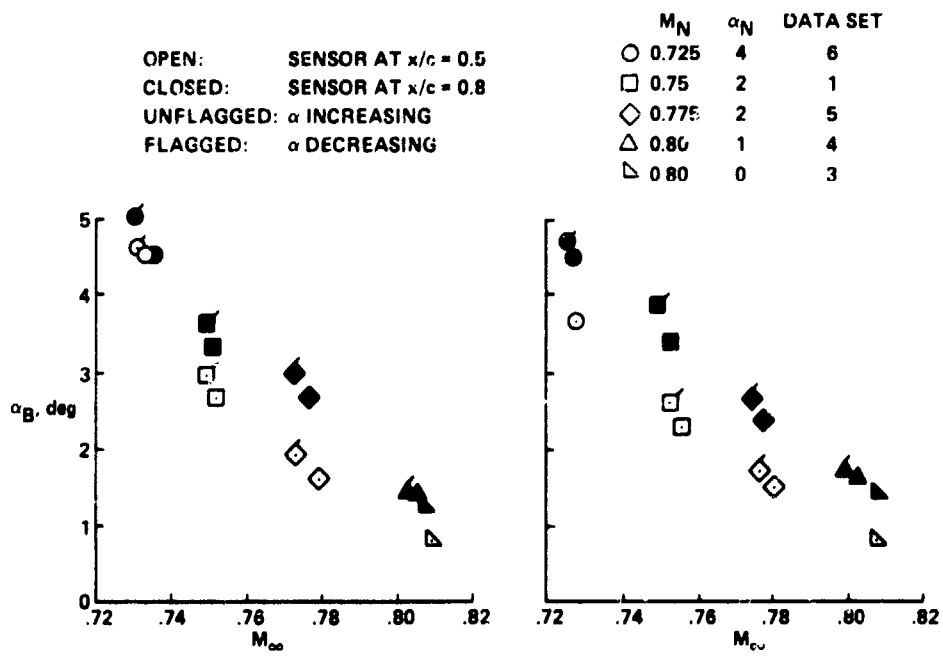 M_N α_N DATA SET
OPEN: SENSOR AT x/c = 0.5
CLOSED: SENSOR AT x/c = 0.8
UNFLAGGED: α INCREASING
FLAGGED: α DECREASING
0.725 4 6
0.75 2 1
0.775 2 5
0.80 1 4
0.80 0 3
5
4
3
α_B, deg
2
1
0
.72 .74 .76 .78 .80 .82
M_∞
.72 .74 .76 .78 .80 .82
M_∞